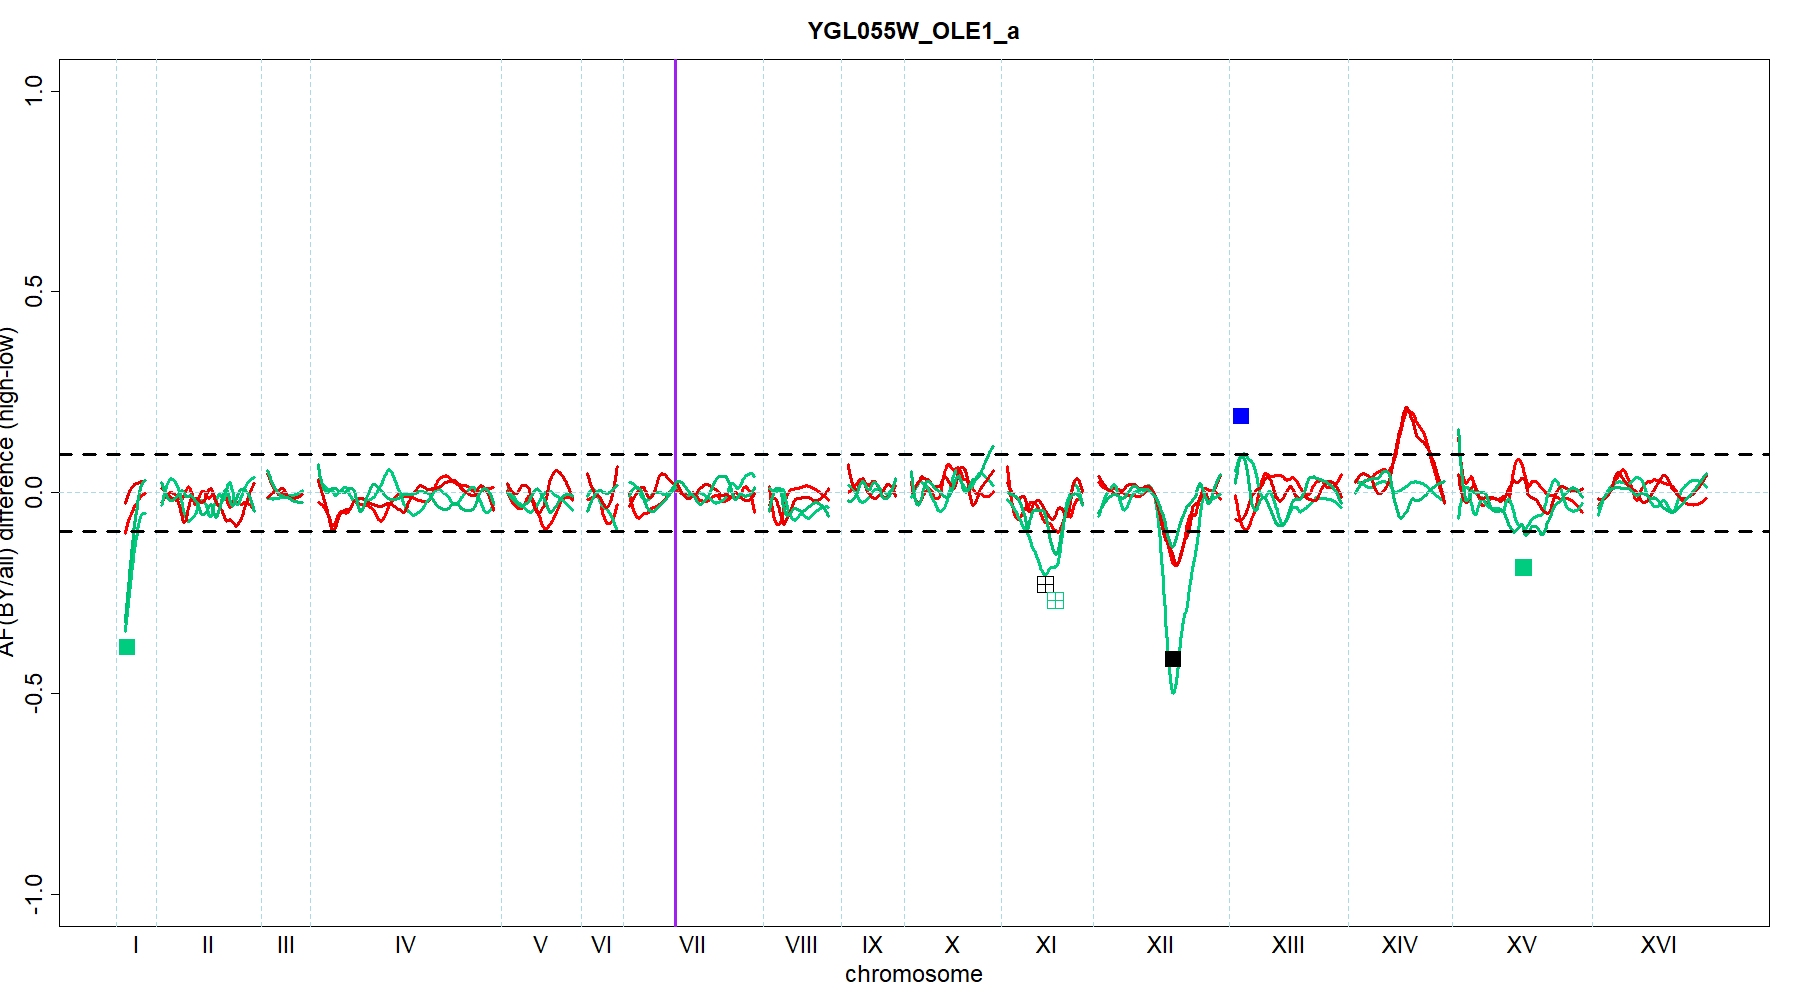 YGL055W_OLE1_a
AF(BY/all) difference (high-low)
1.0
0.5
0.0
-0.5
-1.0
I II III IV V VI VII VIII IX X XI XII XIII XIV XV XVI
chromosome